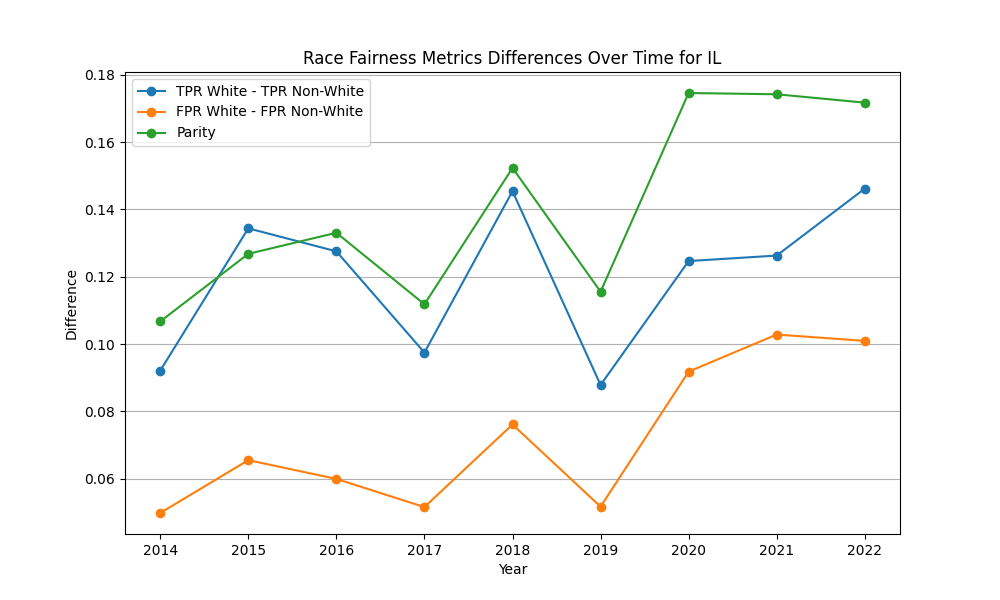 Race Fairness Metrics Differences Over Time for IL
TPR White - TPR Non-White
FPR White - FPR Non-White
Parity
0.18
0.16
0.14
0.12
0.10
0.08
0.06
Difference
2014 2015 2016 2017 2018 2019 2020 2021 2022
Year